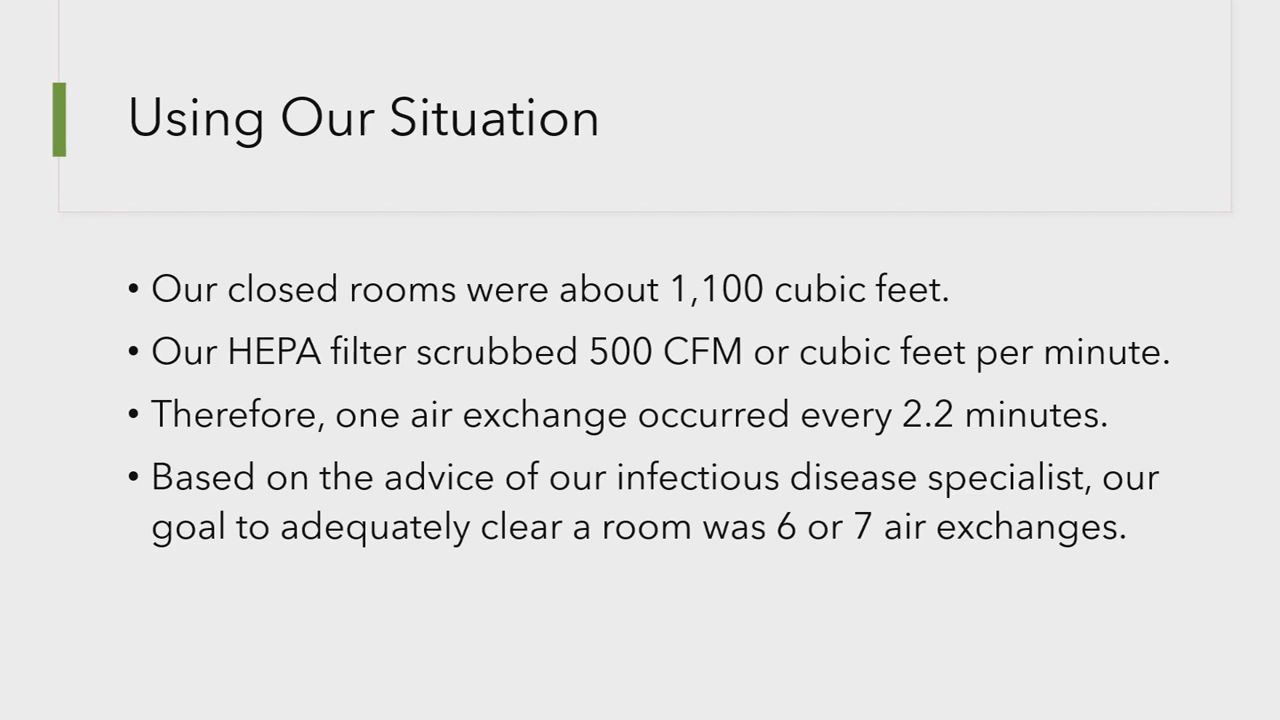 Using Our Situation
• Our closed rooms were about 1,100 cubic feet.
• Our HEPA filter scrubbed 500 CFM or cubic feet per minute.
• Therefore, one air exchange occurred every 2.2 minutes.
• Based on the advice of our infectious disease specialist, our
goal to adequately clear a room was 6 or 7 air exchanges.